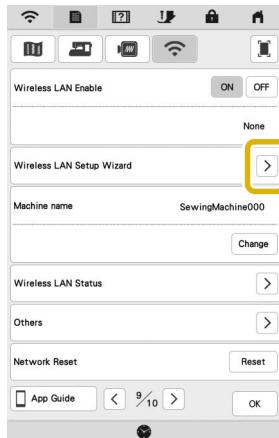 Wireless LAN Enable
ON
OFF
None
Wireless LAN Setup Wizard
Machine name
SewingMachine000
Change
Wireless LAN Status
Others
Network Reset
Reset
App Guide
9/10
OK